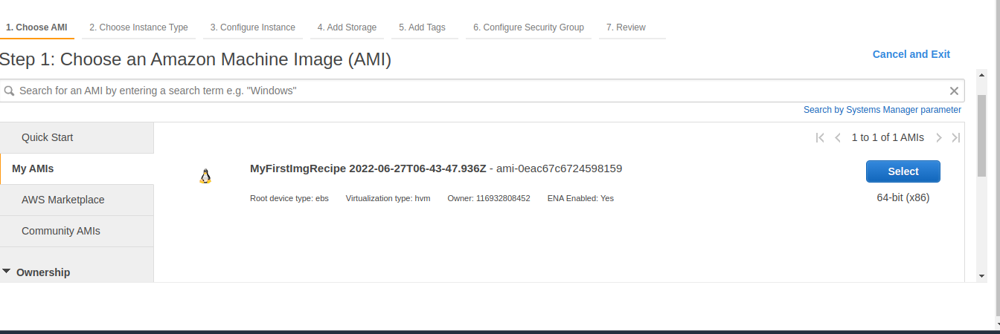 1. Choose AMI 2. Choose Instance Type 3. Configure Instance 4. Add Storage 5. Add Tags 6. Configure Security Group 7. Review
Step 1: Choose an Amazon Machine Image (AMI)
Cancel and Exit
Search for an AMI by entering a search term e.g. "Windows"
Search by Systems Manager parameter
Quick Start
My AMIs
AWS Marketplace
Community AMIs
Ownership
1 to 1 of 1 AMIs
MyFirstImgRecipe 2022-06-27T06-43-47.936Z - ami-0eac67c6724598159
Select
Root device type: ebs Virtualization type: hvm Owner: 116932808452 ENA Enabled: Yes
64-bit (x86)